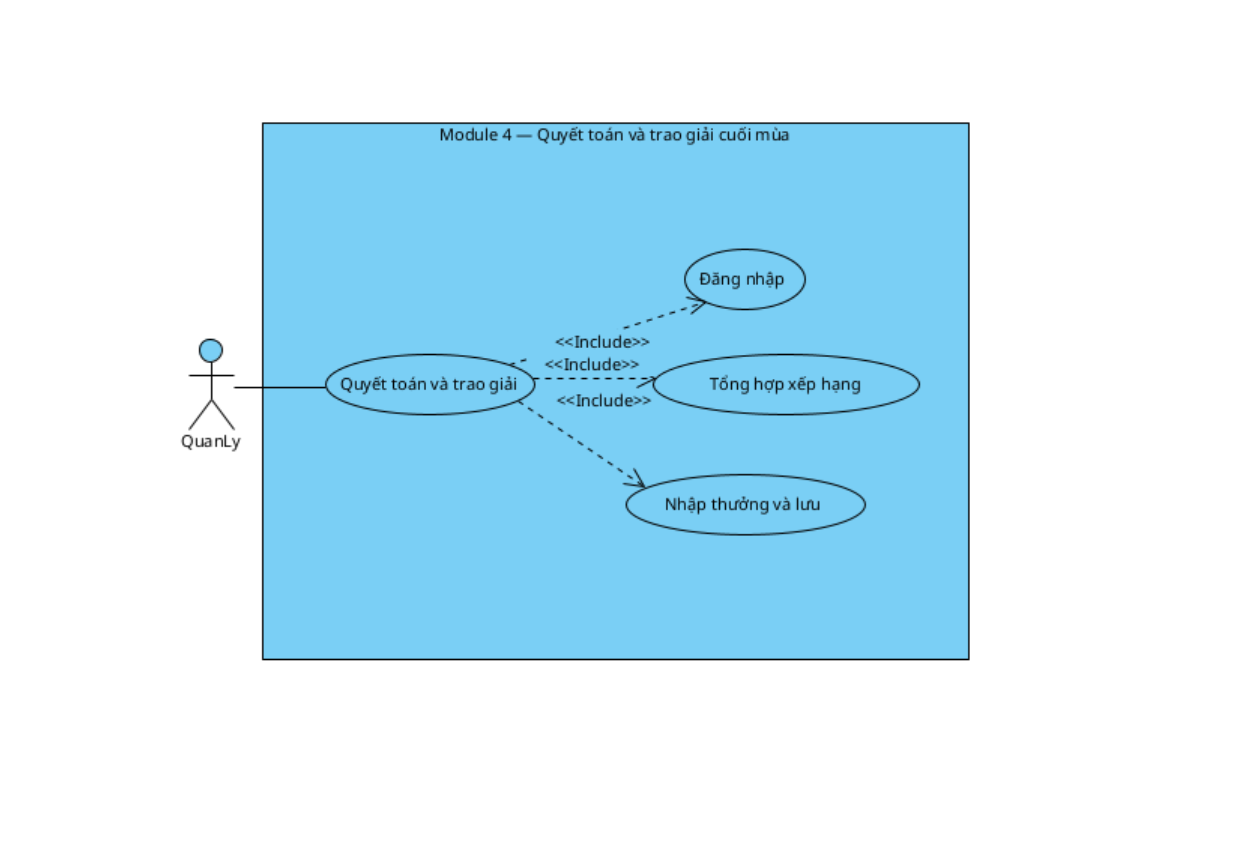 Module 4 — Quyết toán và trao giải cuối mùa
Đăng nhập
<<Include>>
<<Include>>
Quyết toán và trao giải
Tổng hợp xếp hạng
<<Include>>
QuanLy
Nhập thưởng và lưu